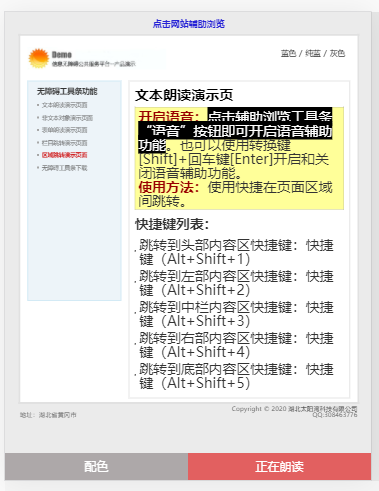 点击网站辅助浏览
Demo
信息无障碍公共服务平台--产品演示
蓝色 / 纯蓝 / 灰色
无障碍工具条功能
文本朗读演示页面
非文本对象演示页面
表单朗读演示页面
栏目跳转演示页面
区域跳转演示页面
无障碍工具条下载
文本朗读演示页
开启语音：点击辅助浏览工具条
“语音”按钮即可开启语音辅助
功能。也可以使用转换键
[Shift]+回车键[Enter]开启和关
闭语音辅助功能。
使用方法：使用快捷在页面区域
间跳转。
快捷键列表：
跳转到头部内容区快捷键：快捷
键（Alt+Shift+1）
跳转到左部内容区快捷键：快捷
键（Alt+Shift+2）
跳转到中栏内容区快捷键：快捷
键（Alt+Shift+3）
跳转到右部内容区快捷键：快捷
键（Alt+Shift+4）
跳转到底部内容区快捷键：快捷
键（Alt+Shift+5）
Copyright © 2020 湖北太阳湾科技有限公司
地址：湖北省黄冈市
QQ:308463776
配色
正在朗读